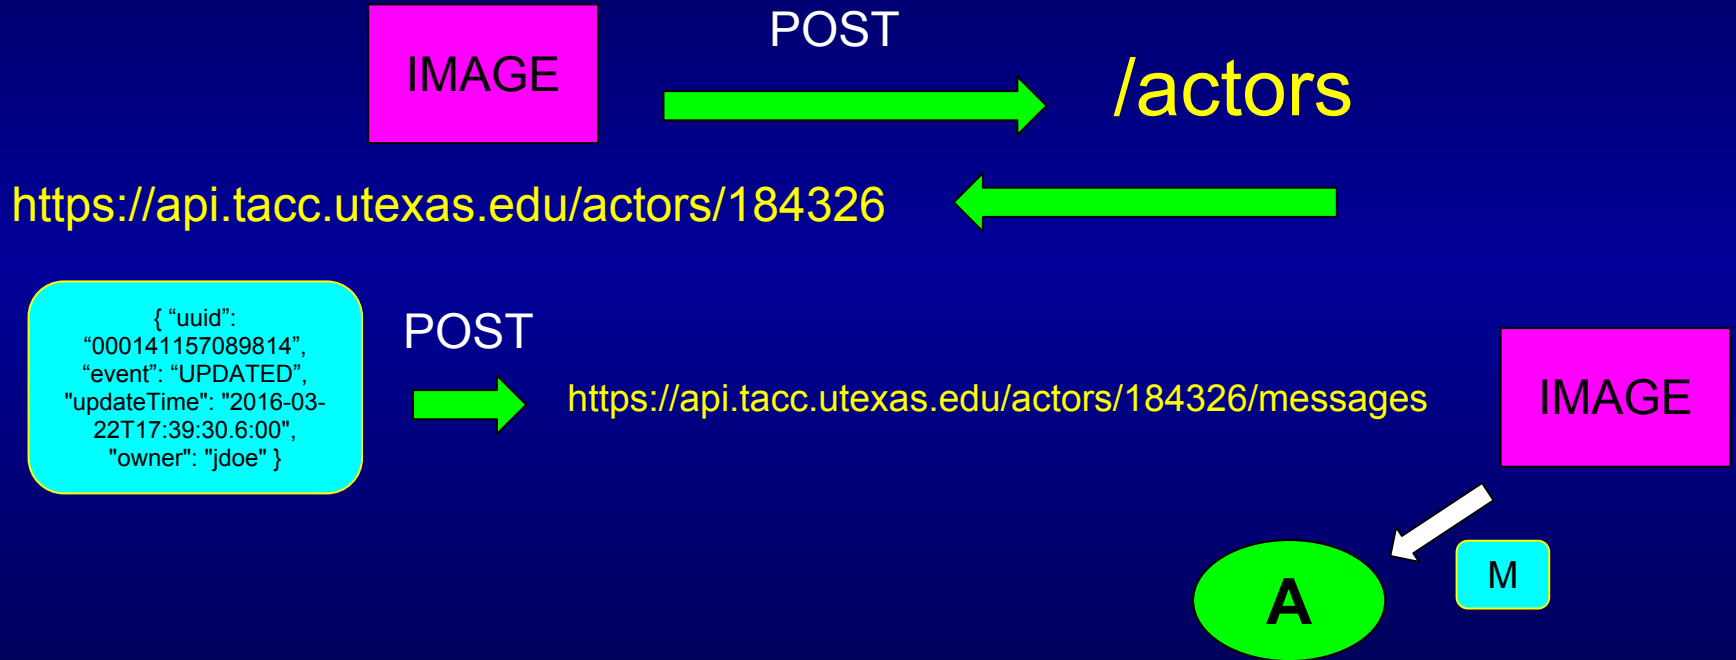 IMAGE
POST
/actors
https://api.tacc.utexas.edu/actors/184326
{ “uuid”:
“000141157089814”,
“event”: “UPDATED”,
"updateTime": "2016-03-
22T17:39:30.6:00",
"owner": "jdoe" }
POST
https://api.tacc.utexas.edu/actors/184326/messages
IMAGE
M
A